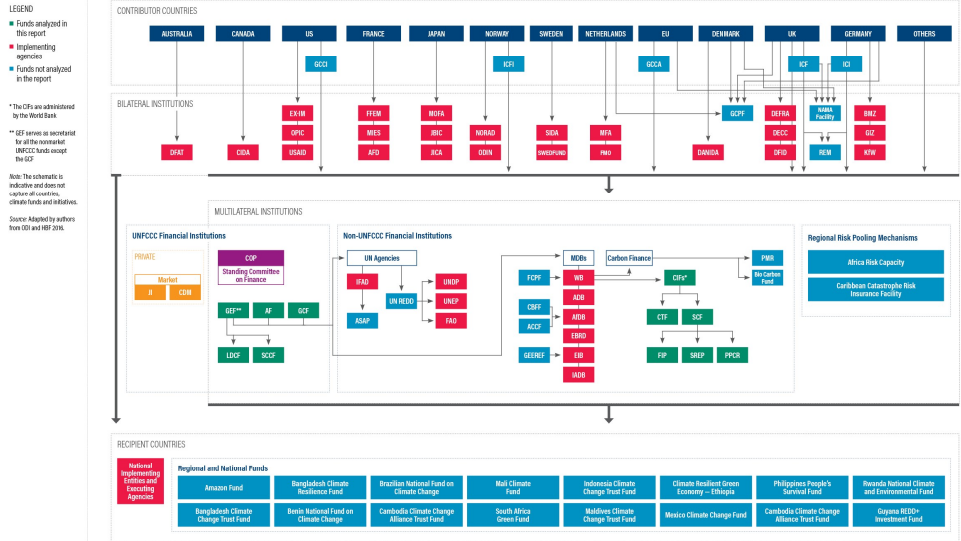 LEGEND
Funds analyzed in
this report
Implementing
agencies
Funds not analyzed
in the report
* The CIFs are administered
by the World Bank
** GEF serves as secretariat
for all the nonmarket
UNFCCC funds except
the GCF
Note: The schematic is
indicative and does not
capture all countries,
climate funds and initiatives.
Source: Adapted by authors
from ODI and HBF 2016.
CONTRIBUTOR COUNTRIES
AUSTRALIA
CANADA
US
FRANCE
JAPAN
NORWAY
SWEDEN
NETHERLANDS
EU
DENMARK
UK
GERMANY
OTHERS
GCCI
ICFI
GCCA
ICF
ICI
BILATERAL INSTITUTIONS
EX-IM
FFEM
MOFA
GCPF
DEFRA
NAMA
Facility
BMZ
OPIC
MIES
JBIC
NORAD
SIDA
MFA
DECC
GIZ
DFAT
CIDA
USAID
AFD
JICA
ODIN
SWEDFUND
FMO
DANIDA
DFID
REM
KfW
MULTILATERAL INSTITUTIONS
UNFCCC Financial Institutions
PRIVATE
Market
JI
CDM
COP
Standing Committee
on Finance
GEF**
AF
GCF
LDCF
SCCF
Non-UNFCCC Financial Institutions
UN Agencies
IFAD
UN REDD
ASAP
UNDP
UNEP
FAO
MDBs
FCPF
WB
ADB
CBFF
AfDB
ACCF
EBRD
GEEREF
EIB
IADB
Carbon Finance
PMR
Bio Carbon
Fund
CIFs*
CTF
SCF
FIP
SREP
PPCR
Regional Risk Pooling Mechanisms
Africa Risk Capacity
Caribbean Catastrophe Risk
Insurance Facility
RECIPIENT COUNTRIES
National
Implementing
Entities and
Executing
Agencies
Regional and National Funds
Amazon Fund
Bangladesh Climate
Resilience Fund
Brazilian National Fund on
Climate Change
Mali Climate
Fund
Indonesia Climate
Change Trust Fund
Climate Resilient Green
Economy — Ethiopia
Philippines People's
Survival Fund
Rwanda National Climate
and Environmental Fund
Bangladesh Climate
Change Trust Fund
Benin National Fund on
Climate Change
Cambodia Climate Change
Alliance Trust Fund
South Africa
Green Fund
Maldives Climate
Change Trust Fund
Mexico Climate Change Fund
Cambodia Climate Change
Alliance Trust Fund
Guyana REDD+
Investment Fund